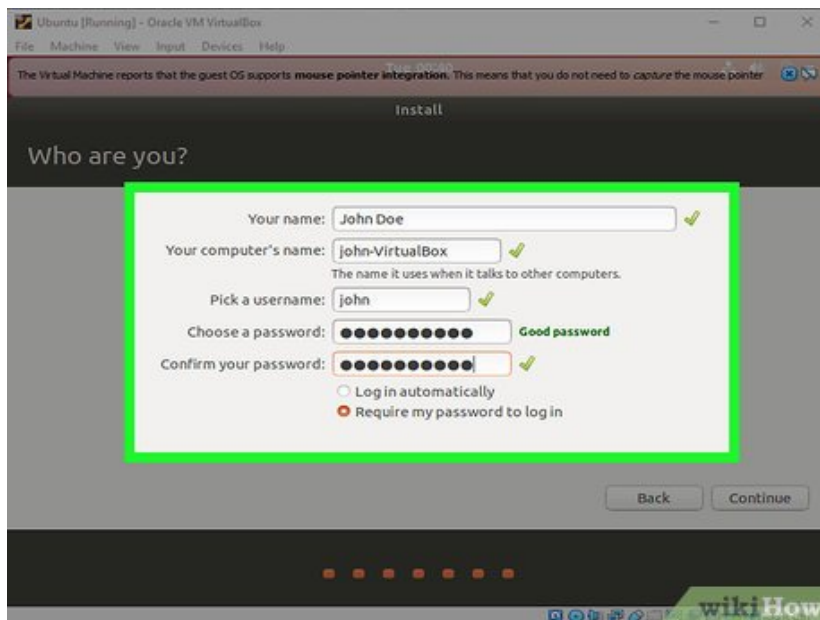 Ubuntu [Running] - Oracle VM VirtualBox
File Machine View Input Devices Help
The Virtual Machine reports that the guest OS supports mouse pointer integration. This means that you do not need to capture the mouse pointer
Install
Who are you?
Your name: John Doe
Your computer's name: john-VirtualBox
The name it uses when it talks to other computers.
Pick a username: john
Choose a password: ●●●●●●●●●● Good password
Confirm your password: ●●●●●●●●●●
Log in automatically
Require my password to log in
Back Continue
wikiHow